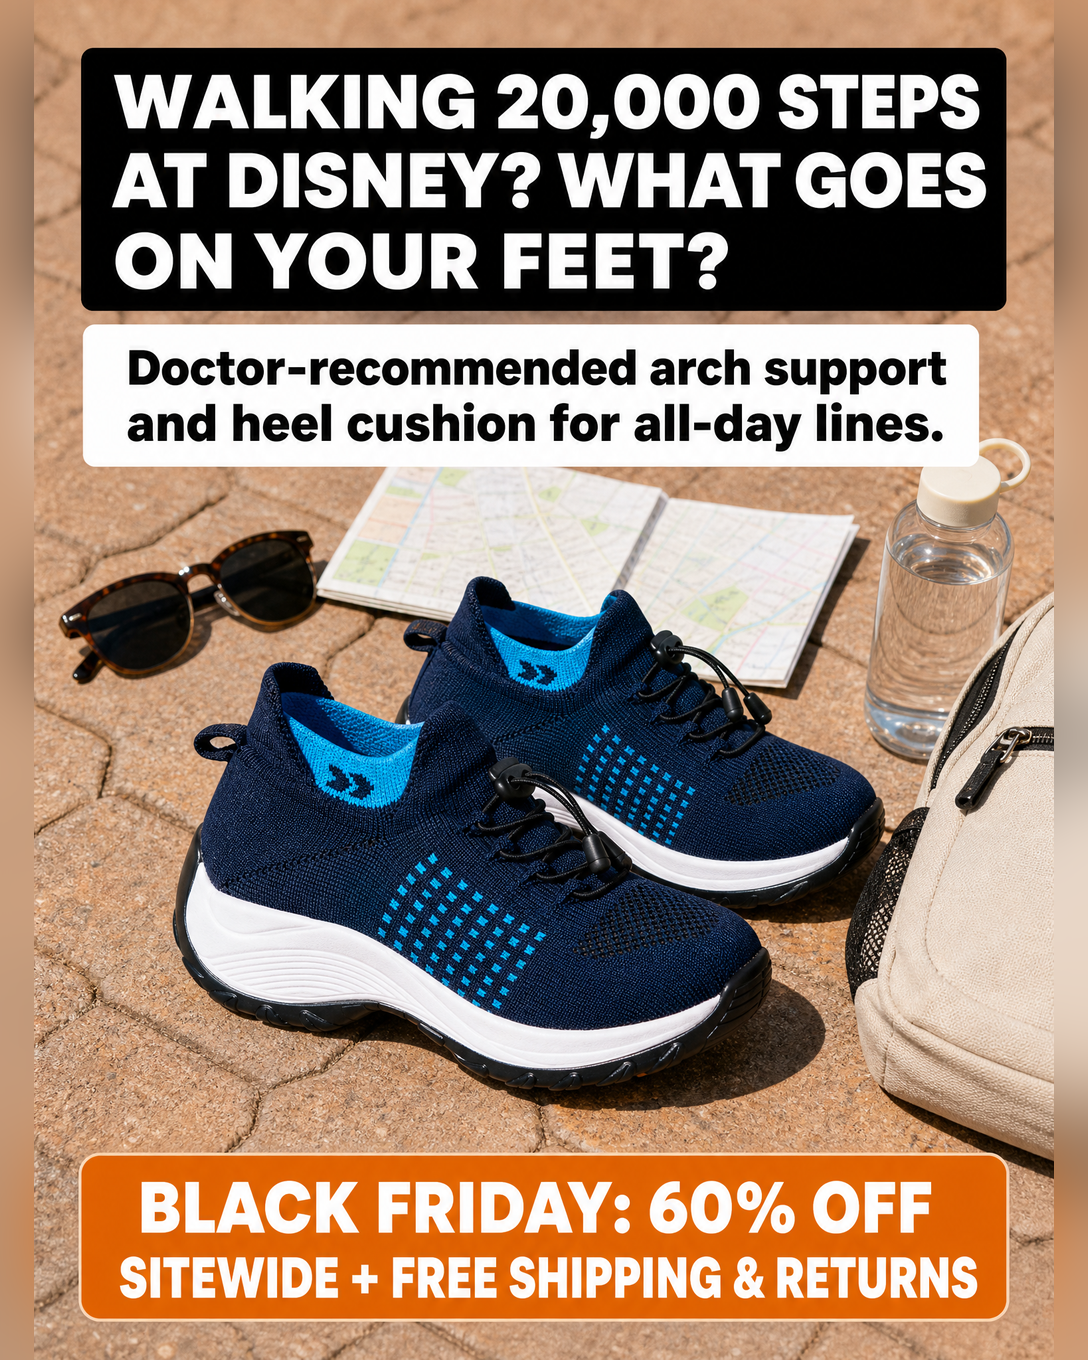 WALKING 20,000 STEPS
AT DISNEY? WHAT GOES
ON YOUR FEET?
Doctor-recommended arch support
and heel cushion for all-day lines.
BLACK FRIDAY: 60% OFF
SITEWIDE + FREE SHIPPING & RETURNS